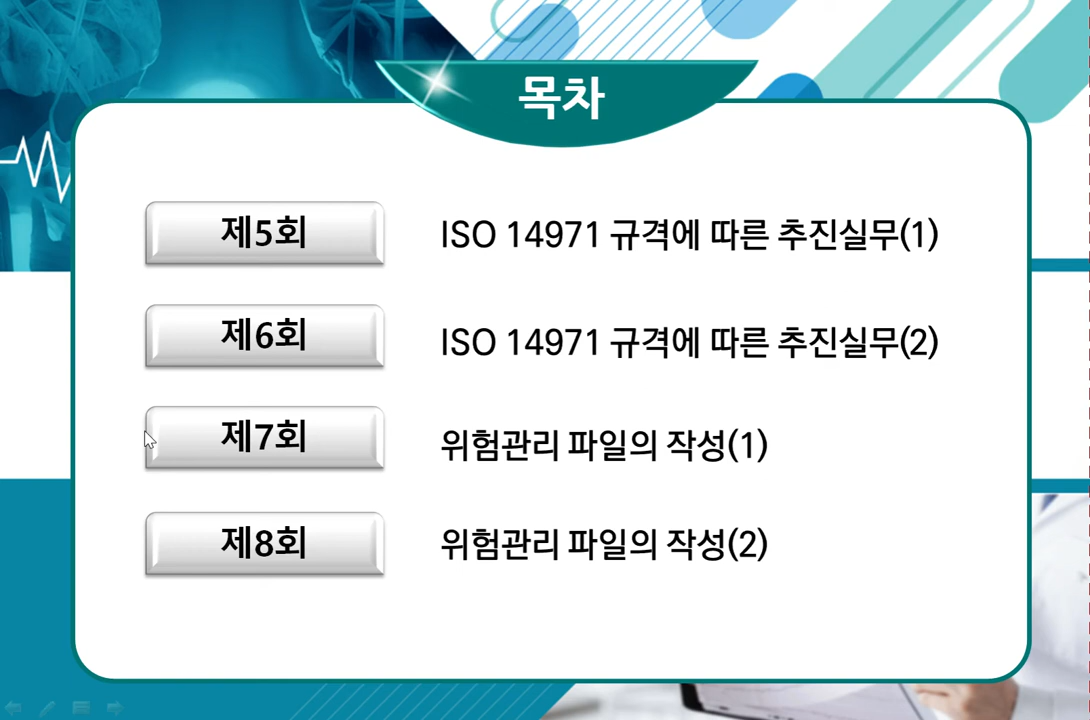 목차
제5회 ISO 14971 규격에 따른 추진실무(1)
제6회 ISO 14971 규격에 따른 추진실무(2)
제7회 위험관리 파일의 작성(1)
제8회 위험관리 파일의 작성(2)